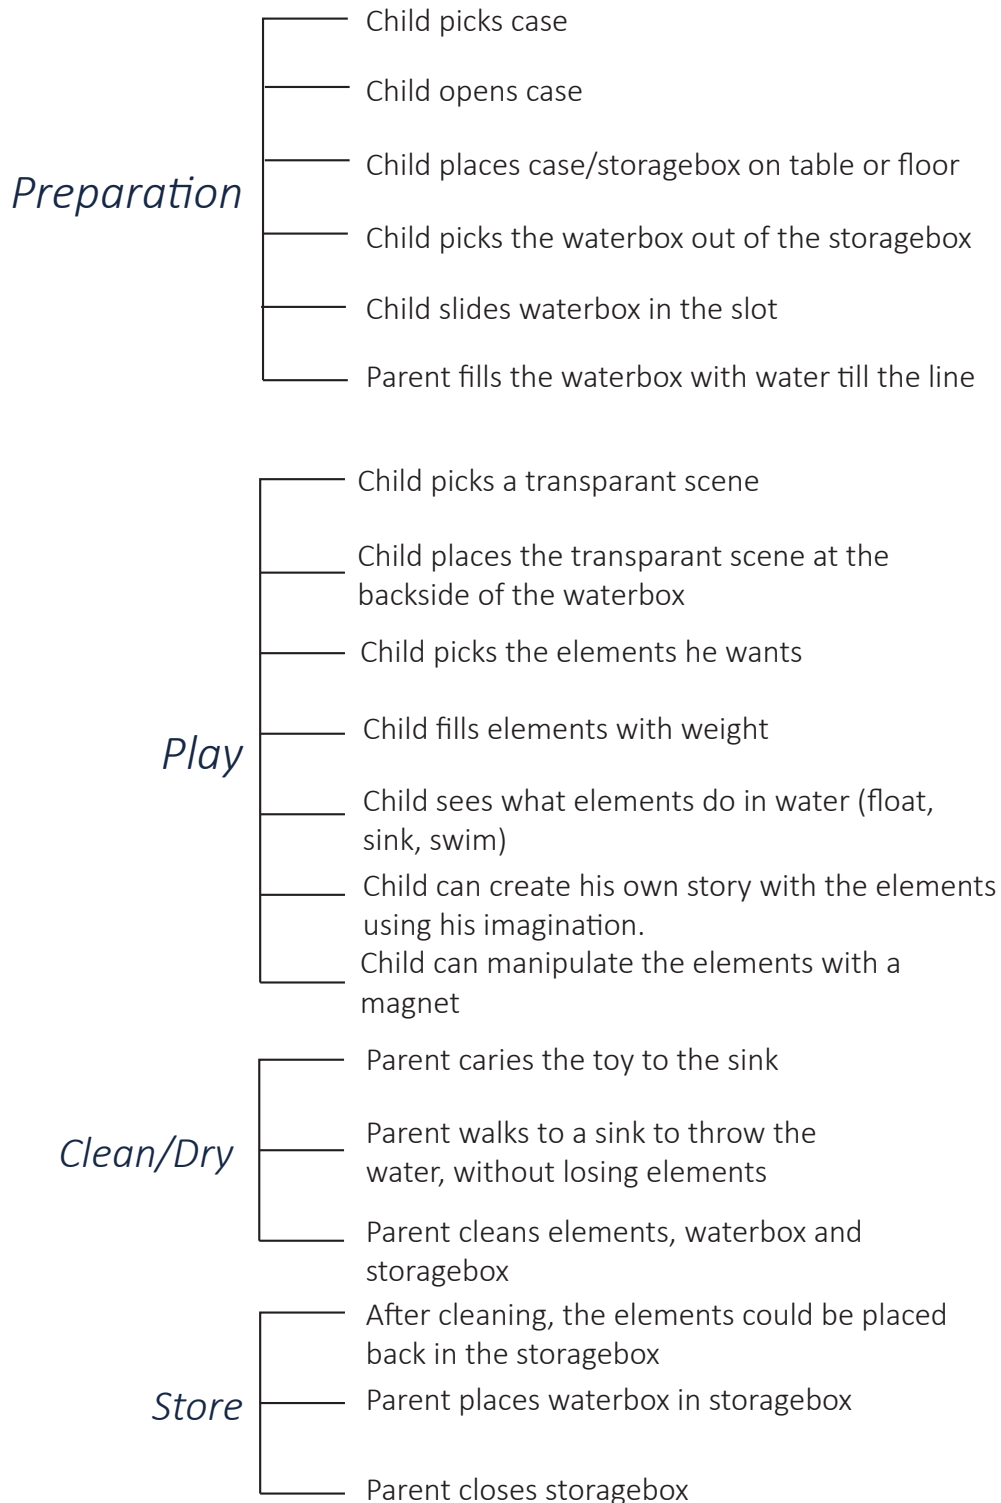 Preparation
Child picks case
Child opens case
Child places case/storagebox on table or floor
Child picks the waterbox out of the storagebox
Child slides waterbox in the slot
Parent fills the waterbox with water till the line
Play
Child picks a transparant scene
Child places the transparant scene at the
backside of the waterbox
Child picks the elements he wants
Child fills elements with weight
Child sees what elements do in water (float,
sink, swim)
Child can create his own story with the elements
using his imagination.
Child can manipulate the elements with a
magnet
Clean/Dry
Parent caries the toy to the sink
Parent walks to a sink to throw the
water, without losing elements
Parent cleans elements, waterbox and
storagebox
Store
After cleaning, the elements could be placed
back in the storagebox
Parent places waterbox in storagebox
Parent closes storagebox